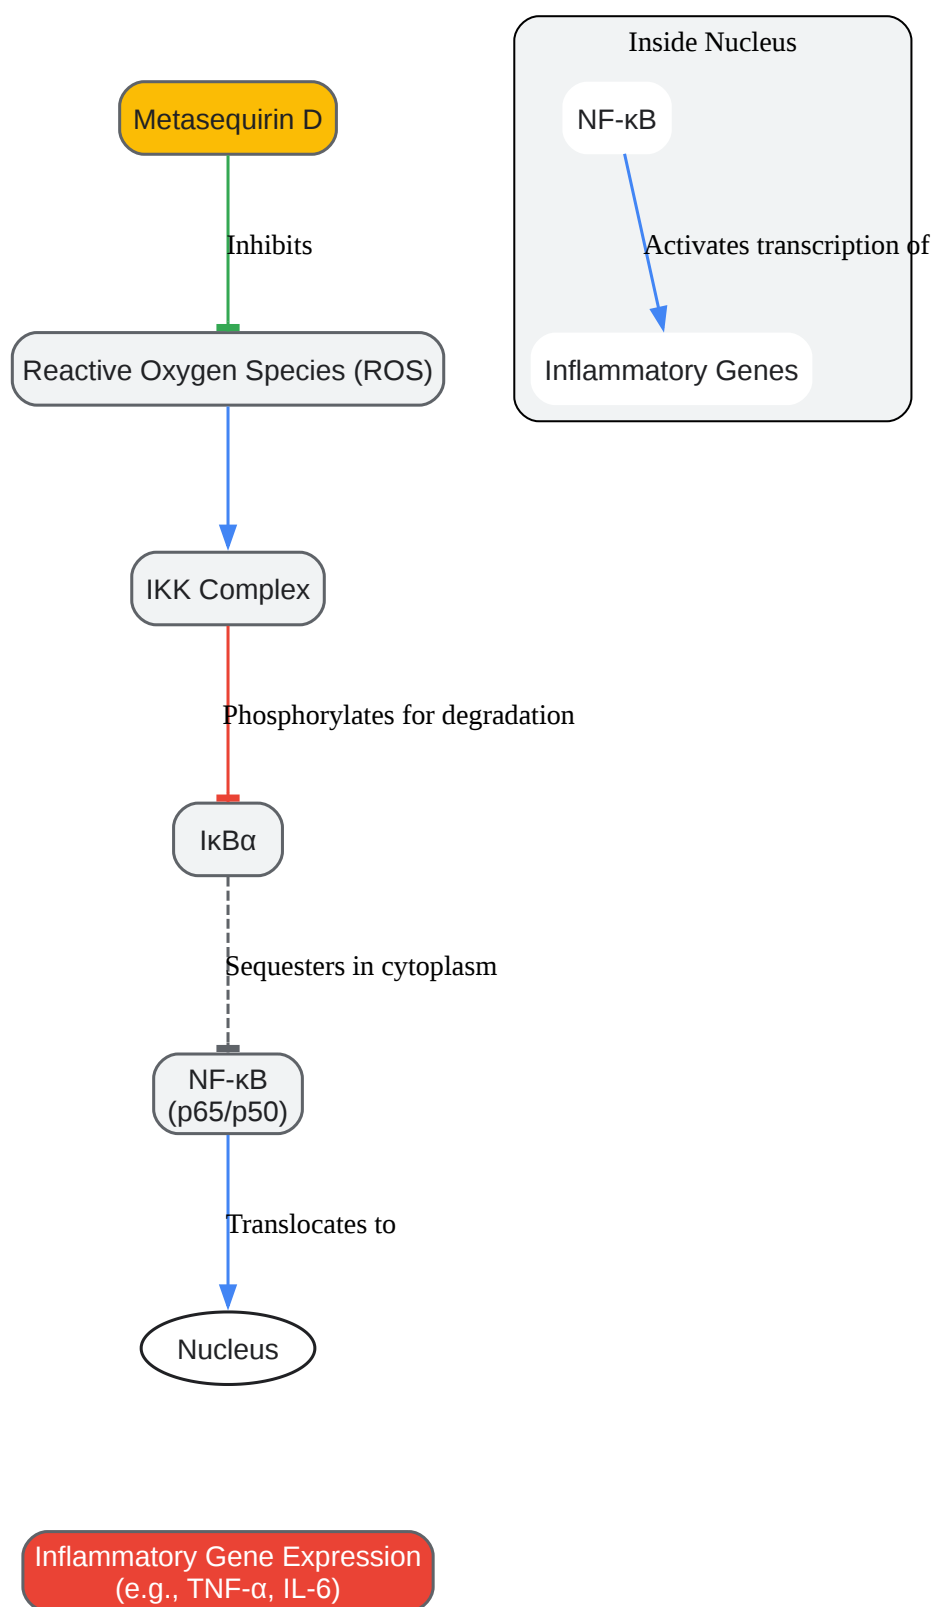 Inside Nucleus
Metasequirin D
NF-κB
Inhibits
Activates transcription of
Reactive Oxygen Species (ROS)
Inflammatory Genes
IKK Complex
Phosphorylates for degradation
IκBα
Sequesters in cytoplasm
NF-κB
(p65/p50)
Translocates to
Nucleus
Inflammatory Gene Expression
(e.g., TNF-α, IL-6)